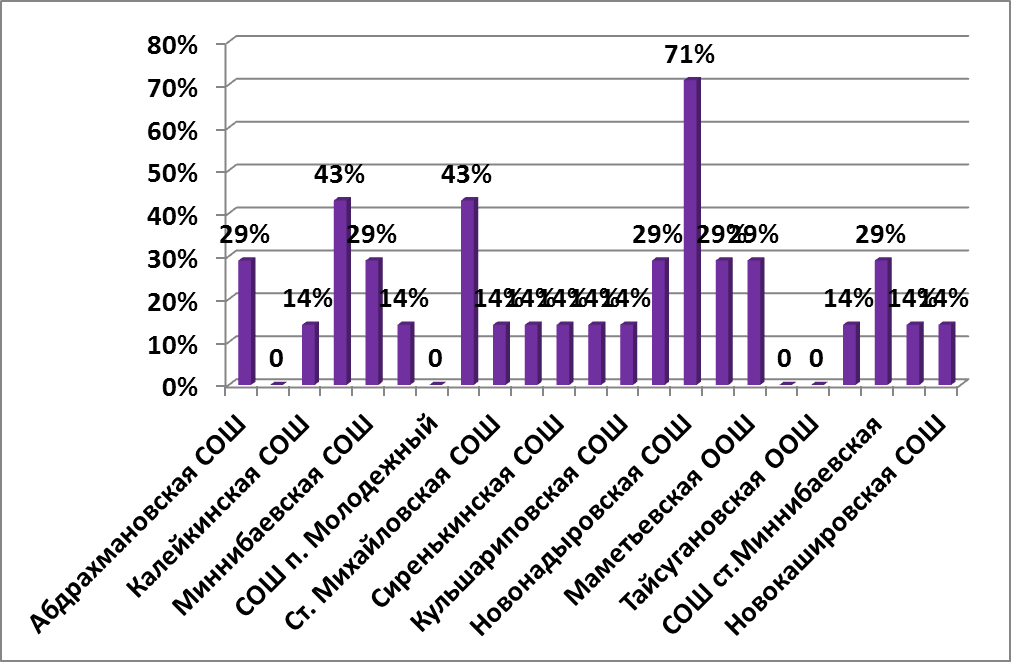 80%
70%
60%
50%
40%
30%
20%
10%
0%
29%
0
14%
43%
29%
14%
0
43%
14%
14%
14%
14%
14%
29%
71%
29%
29%
0
0
14%
29%
14%
14%
Абдрахмановская СОШ
Калейкинская СОШ
Миннибаевская СОШ
СОШ п. Молодежный
Ст. Михайловская СОШ
Сиренькинская СОШ
Кульшариповская СОШ
Новонадыровская СОШ
Маметьевская ООШ
Тайсугановская ООШ
СОШ ст.Миннибаевская
Новокашировская СОШ